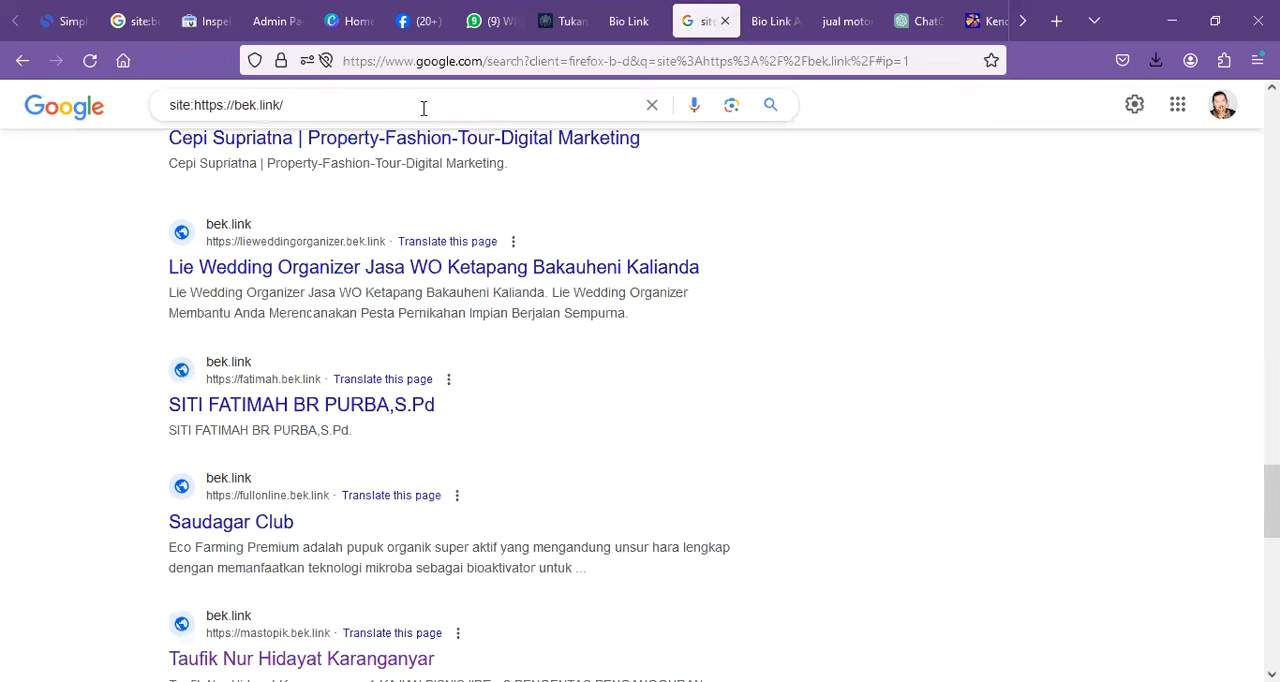 Simpl
site:b
Inspe
Admin Pa
Home
(20+)
(9) W
Tukan
Bio Link
site
Bio Link A
jual moto
ChatG
Kenc
https://www.google.com/search?client=firefox-b-d&q=site%3Ahttps%3A%2F%2Fbek.link%2F#ip=1
Google
site:https://bek.link/
Cepi Supriatna | Property-Fashion-Tour-Digital Marketing
Cepi Supriatna | Property-Fashion-Tour-Digital Marketing.
bek.link
https://lieweddingorganizer.bek.link · Translate this page
Lie Wedding Organizer Jasa WO Ketapang Bakauheni Kalianda
Lie Wedding Organizer Jasa WO Ketapang Bakauheni Kalianda. Lie Wedding Organizer
Membantu Anda Merencanakan Pesta Pernikahan Impian Berjalan Sempurna.
bek.link
https://fatimah.bek.link · Translate this page
SITI FATIMAH BR PURBA,S.Pd
SITI FATIMAH BR PURBA,S.Pd.
bek.link
https://fullonline.bek.link · Translate this page
Saudagar Club
Eco Farming Premium adalah pupuk organik super aktif yang mengandung unsur hara lengkap
dengan memanfaatkan teknologi mikroba sebagai bioaktivator untuk ...
bek.link
https://mastopik.bek.link · Translate this page
Taufik Nur Hidayat Karanganyar